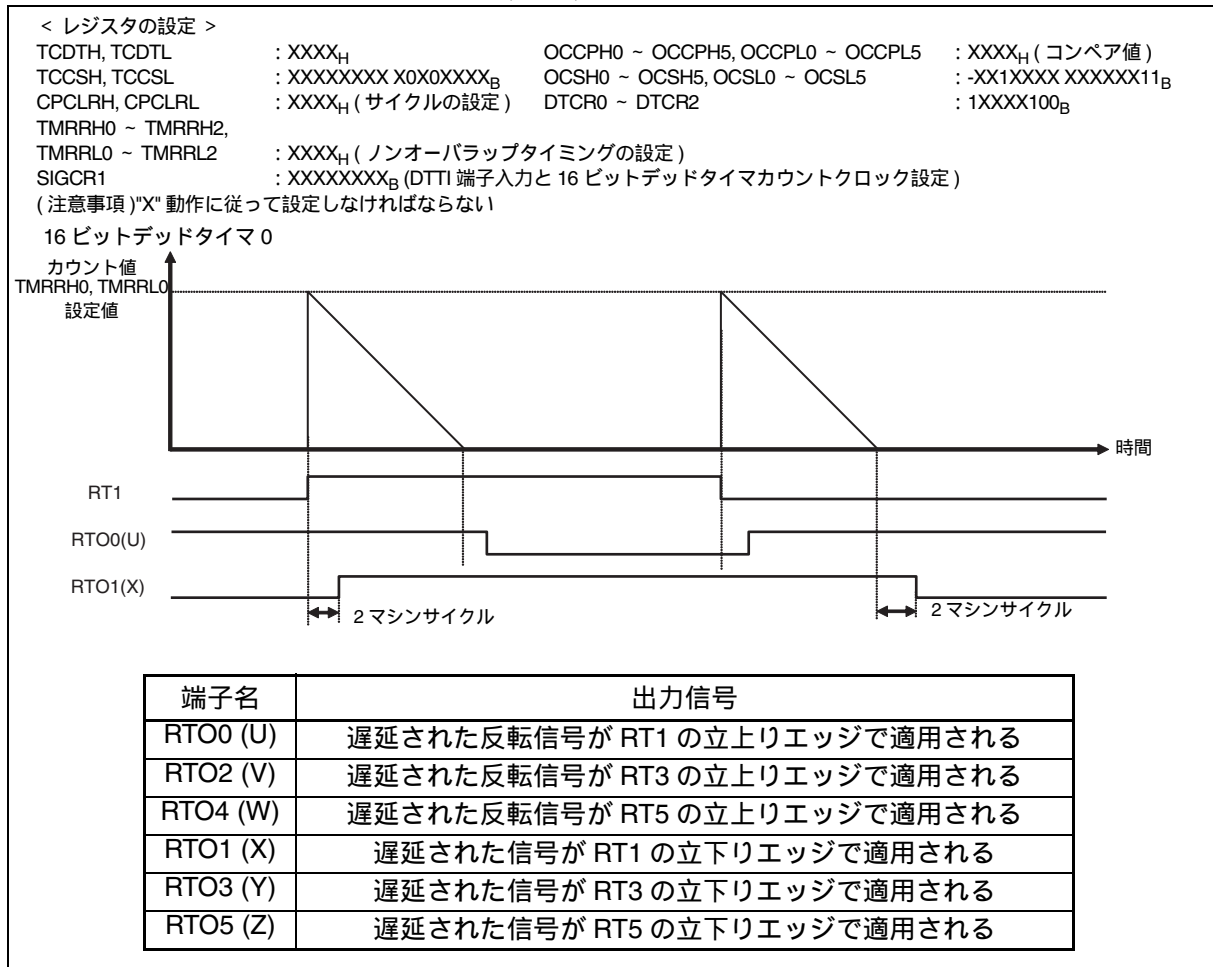 < レジスタの設定 >
TCDTH, TCDTL : XXXXH OCCPH0 ~ OCCPH5, OCCPL0 ~ OCCPL5 : XXXXH ( コンペア値 )
TCCSH, TCCSL : XXXXXXXX X0X0XXXXB OCSH0 ~ OCSH5, OCSL0 ~ OCSL5 : -XX1XXXX XXXXXX11B
CPCLRH, CPCLRL : XXXXH ( サイクルの設定 ) DTCR0 ~ DTCR2 : 1XXXX100B
TMRRH0 ~ TMRRH2,
TMRRL0 ~ TMRRL2 : XXXXH ( ノンオーバラップタイミングの設定 )
SIGCR1 : XXXXXXXXB (DTTI 端子入力と 16 ビットデッドタイマカウントクロック設定 )
( 注意事項 )"X" 動作に従って設定しなければならない
16 ビットデッドタイマ 0
カウント値
TMRRH0, TMRRL0
設定値
時間
RT1
RTO0(U)
RTO1(X)
2 マシンサイクル 2 マシンサイクル
端子名 出力信号
RTO0 (U) 遅延された反転信号が RT1 の立上りエッジで適用される
RTO2 (V) 遅延された反転信号が RT3 の立上りエッジで適用される
RTO4 (W) 遅延された反転信号が RT5 の立上りエッジで適用される
RTO1 (X) 遅延された信号が RT1 の立下りエッジで適用される
RTO3 (Y) 遅延された信号が RT3 の立下りエッジで適用される
RTO5 (Z) 遅延された信号が RT5 の立下りエッジで適用される